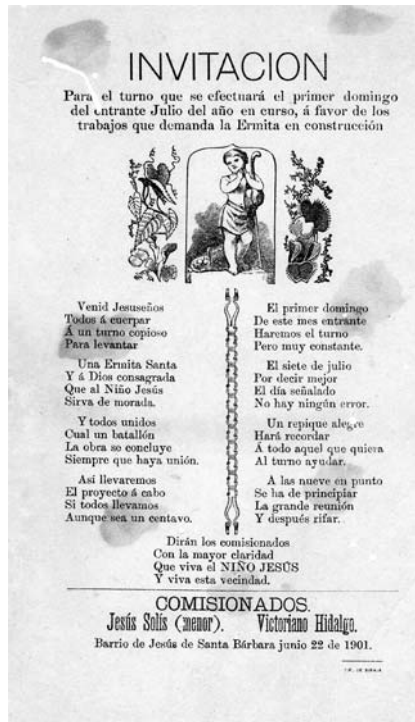 INVITACION
Para el turno que se efectuará el primer domingo
del entrante Julio del año en curso, á favor de los
trabajos que demanda la Ermita en construcción
Venid Jesuseños
Todos á cuerpar
Á un turno copioso
Para levantar
Una Ermita Santa
Y á Dios consagrada
Que al Niño Jesús
Sirva de morada.
Y todos unidos
Cual un batallón
La obra se concluye
Siempre que haya unión.
Así llevaremos
El proyecto á cabo
Si todos llevamos
Aunque sea un centavo.
El primer domingo
De este mes entrante
Haremos el turno
Pero muy constante.
El siete de julio
Por decir mejor
El día señalado
No hay ningún error.
Un repique alegre
Hará recordar
Á todo aquel que quiera
Al turno ayudar.
A las nueve en punto
Se ha de principiar
La grande reunión
Y después rifar.
Dirán los comisionados
Con la mayor claridad
Que viva el NIÑO JESÚS
Y viva esta vecindad.
COMISIONADOS.
Jesús Solís (menor). Victoriano Hidalgo.
Barrio de Jesús de Santa Bárbara junio 22 de 1901.